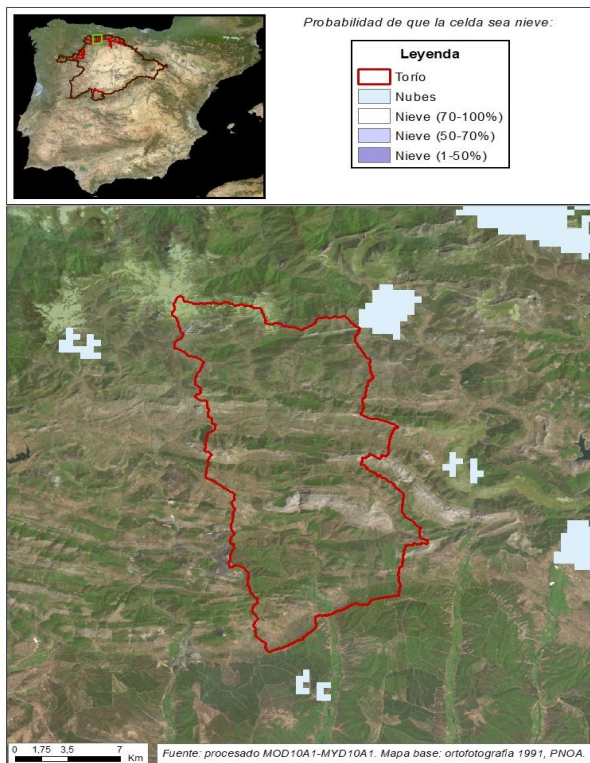 Probabilidad de que la celda sea nieve:
Leyenda
Torío
Nubes
Nieve (70-100%)
Nieve (50-70%)
Nieve (1-50%)
0 1,75 3,5 7
Km
Fuente: procesado MOD10A1-MYD10A1. Mapa base: ortofotografia 1991, PNOA.